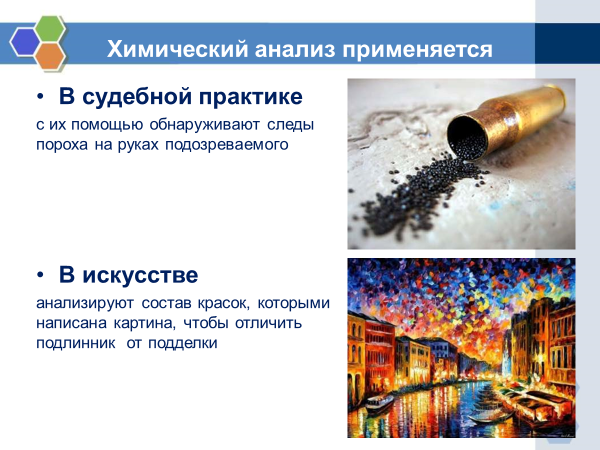 Химический анализ применяется
• В судебной практике
с их помощью обнаруживают следы
пороха на руках подозреваемого
• В искусстве
анализируют состав красок, которыми
написана картина, чтобы отличить
подлинник от подделки